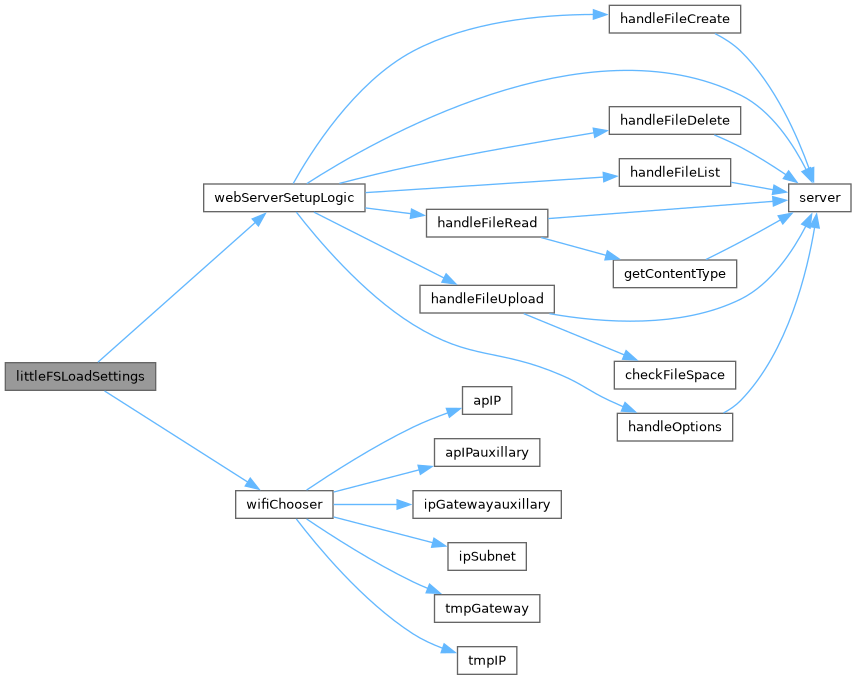 handleFileCreate
handleFileDelete
handleFileList
webServerSetupLogic
server
handleFileRead
getContentType
handleFileUpload
littleFSLoadSettings
checkFileSpace
apIP
handleOptions
apIPauxillary
wifiChooser
ipGatewayauxillary
ipSubnet
tmpGateway
tmpIP